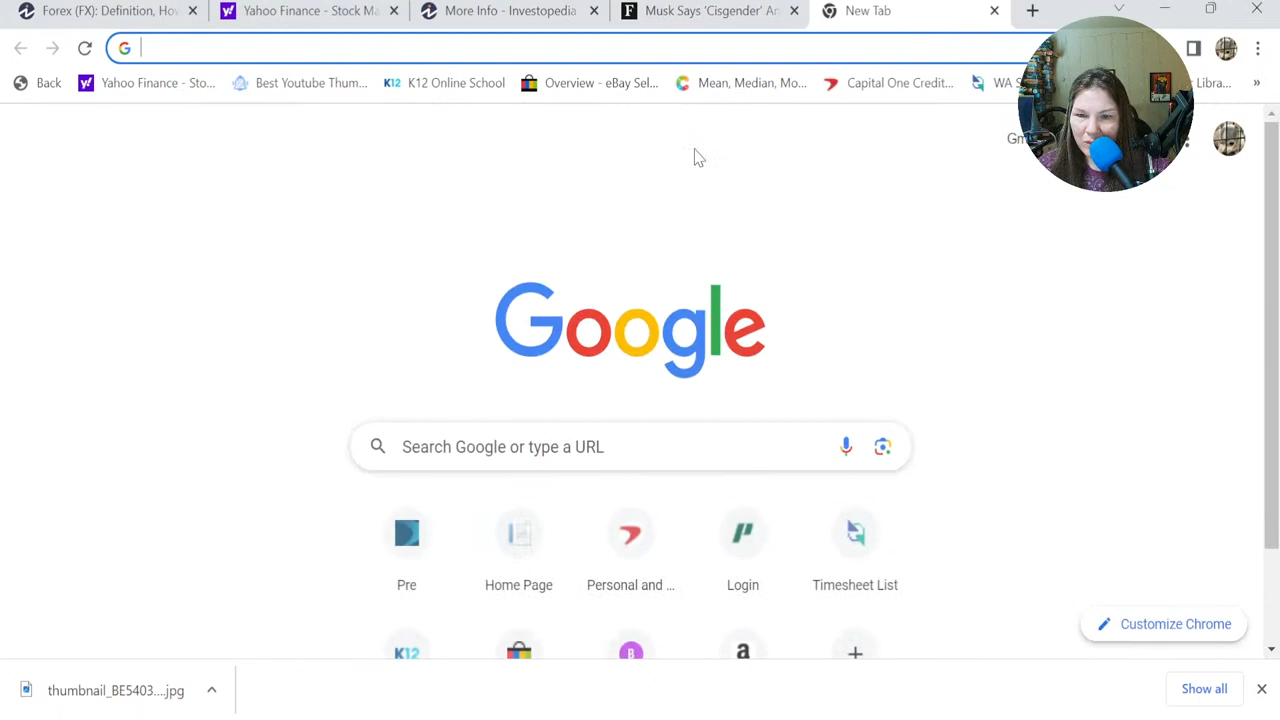 Forex (FX): Definition, Ho
Yahoo Finance - Stock Ma
More Info - Investopedia
Musk Says 'Cisgender' An
New Tab
Back
Yahoo Finance - Sto...
Best Youtube Thum...
K12 Online School
Overview - eBay Sel...
Mean, Median, Mo...
Capital One Credit...
WA S
Libra...
»
Gm
Google
Search Google or type a URL
Pre
Home Page
Personal and ...
Login
Timesheet List
K12
B
a
Customize Chrome
thumbnail_BE5403....jpg
Show all